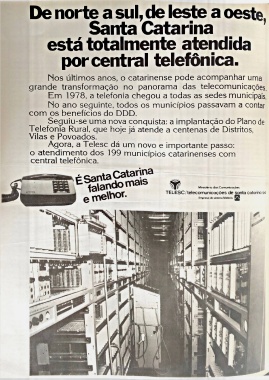 De norte a sul, de leste a oeste,
Santa Catarina
está totalmente atendida
por central telefônica.
Nos últimos anos, o catarinense pode acompanhar uma
grande transformação no panorama das telecomunicações.
Em 1978, a telefonia chegou a todas as sedes municipais.
No ano seguinte, todos os municípios passavam a contar
com os benefícios do DDD.
Seguiu-se uma nova conquista: a implantação do Plano de
Telefonia Rural, que hoje já atende a centenas de Distritos,
Vilas e Povoados.
Agora, a Telesc dá um novo e importante passo:
o atendimento dos 199 municípios catarinenses com
central telefônica.
É Santa Catarina
falando mais
e melhor.
Ministério das Comunicações
TELESC: telecomunicações de santa catarina